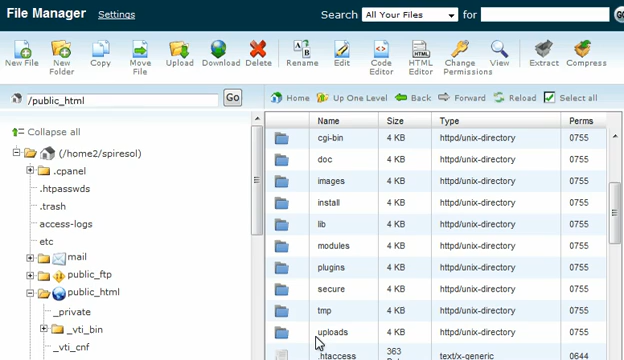 File Manager Settings Search All Your Files for Go
New File New Folder Copy Move File Upload Download Delete Rename Edit Code Editor HTML Editor Change Permissions View Extract Compress
/public_html Go Home Up One Level Back Forward Reload Select all
Collapse all
(/home2/spiresol)
.cpanel
.htpasswds
.trash
access-logs
etc
mail
public_ftp
public_html
_private
_vti_bin
_vti_cnf
Name Size Type Perms
cgi-bin 4 KB httpd/unix-directory 0755
doc 4 KB httpd/unix-directory 0755
images 4 KB httpd/unix-directory 0755
install 4 KB httpd/unix-directory 0755
lib 4 KB httpd/unix-directory 0755
modules 4 KB httpd/unix-directory 0755
plugins 4 KB httpd/unix-directory 0755
secure 4 KB httpd/unix-directory 0755
tmp 4 KB httpd/unix-directory 0755
uploads 4 KB httpd/unix-directory 0755
.htaccess 363 text/x-generic 0644